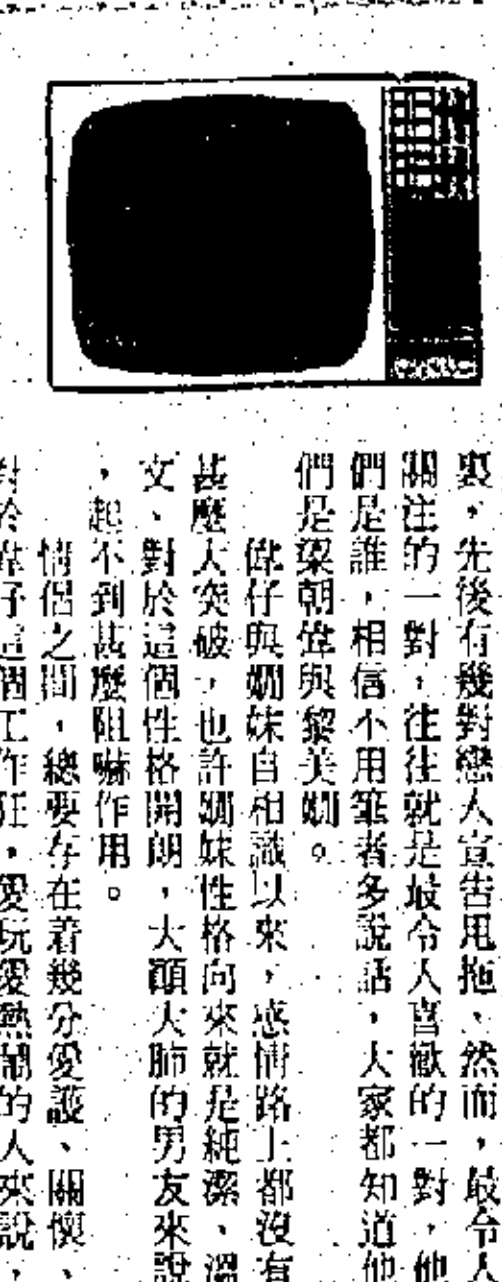 裏，先後有幾對戀人宣告甩拖、然而，最令人
關注的一對，往往就是最令人喜歡的一對，他
們是誰，相信不用筆者多說話，大家都知道他
們是梁朝偉與黎美嫻。
偉仔與嫻妹自相識以來，感情路上都沒有
甚麼大突破，也許嫻妹性格向來就是純潔、溫
文、對於這個性格開朗，大顛大肺的男友來說
，起不到甚麼阻嚇作用。
情侶之間，總要存在着幾分愛護、關懷、
對於偉仔這個工作狂，愛玩愛熱鬧的人來說，